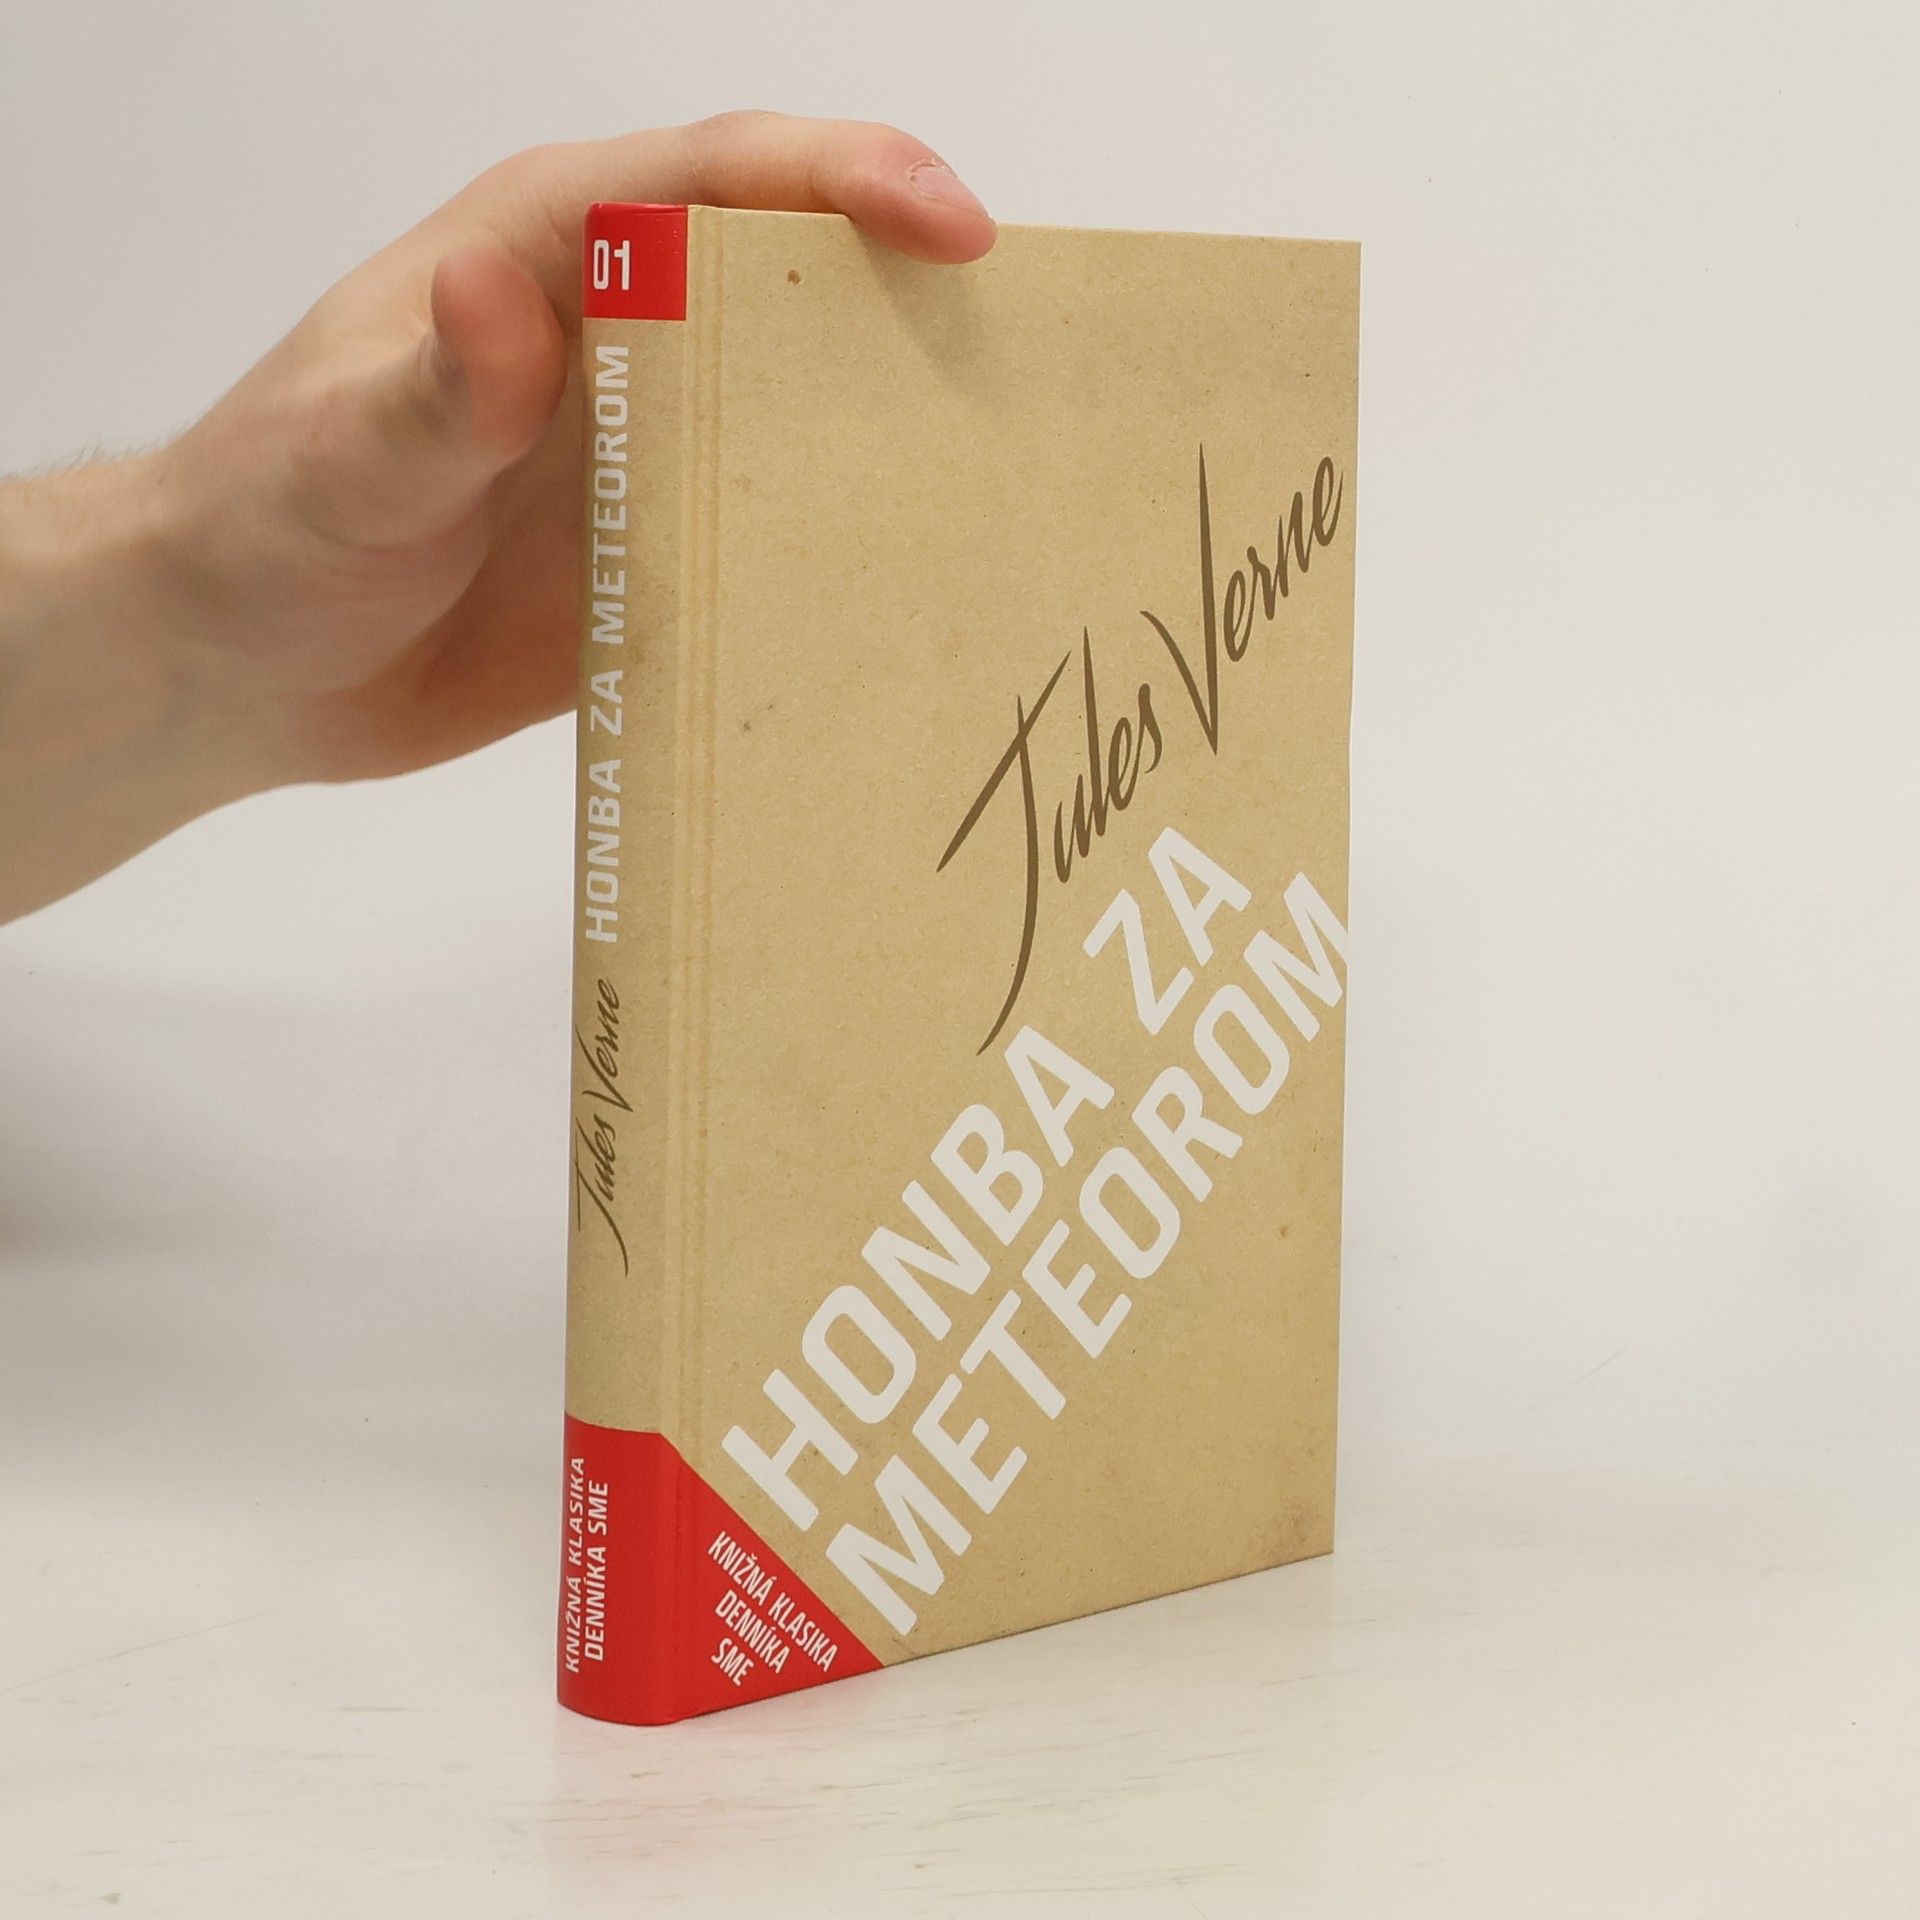 01
Jules Verne HONBA ZA METEOROM
KNIŽNÁ KLASIKA
DENNÍKA SME
Jules Verne
HONBA ZA
METEOROM
KNIŽNÁ KLASIKA
DENNÍKA
SME